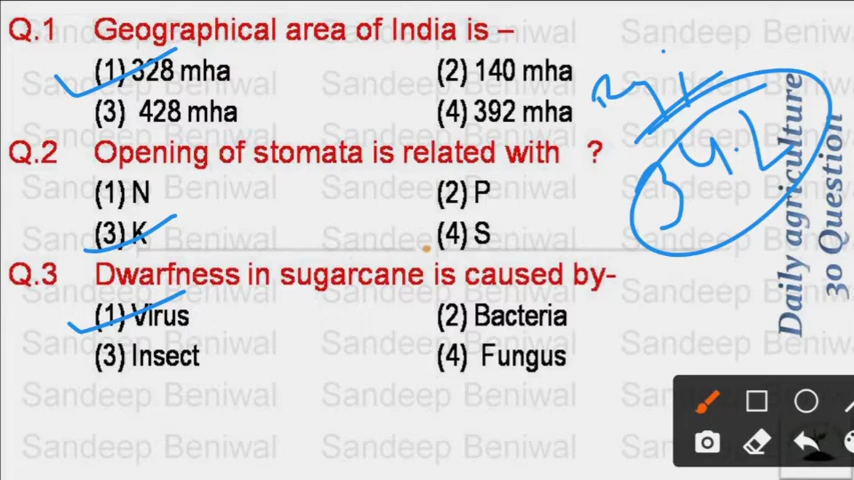 Q.1 Geographical area of India is –
(1) 328 mha (2) 140 mha
(3) 428 mha (4) 392 mha
Q.2 Opening of stomata is related with ?
(1) N (2) P
(3) K (4) S
Q.3 Dwarfness in sugarcane is caused by-
(1) Virus (2) Bacteria
(3) Insect (4) Fungus
Daily agriculture
30 Question
Sandeep Beniwal